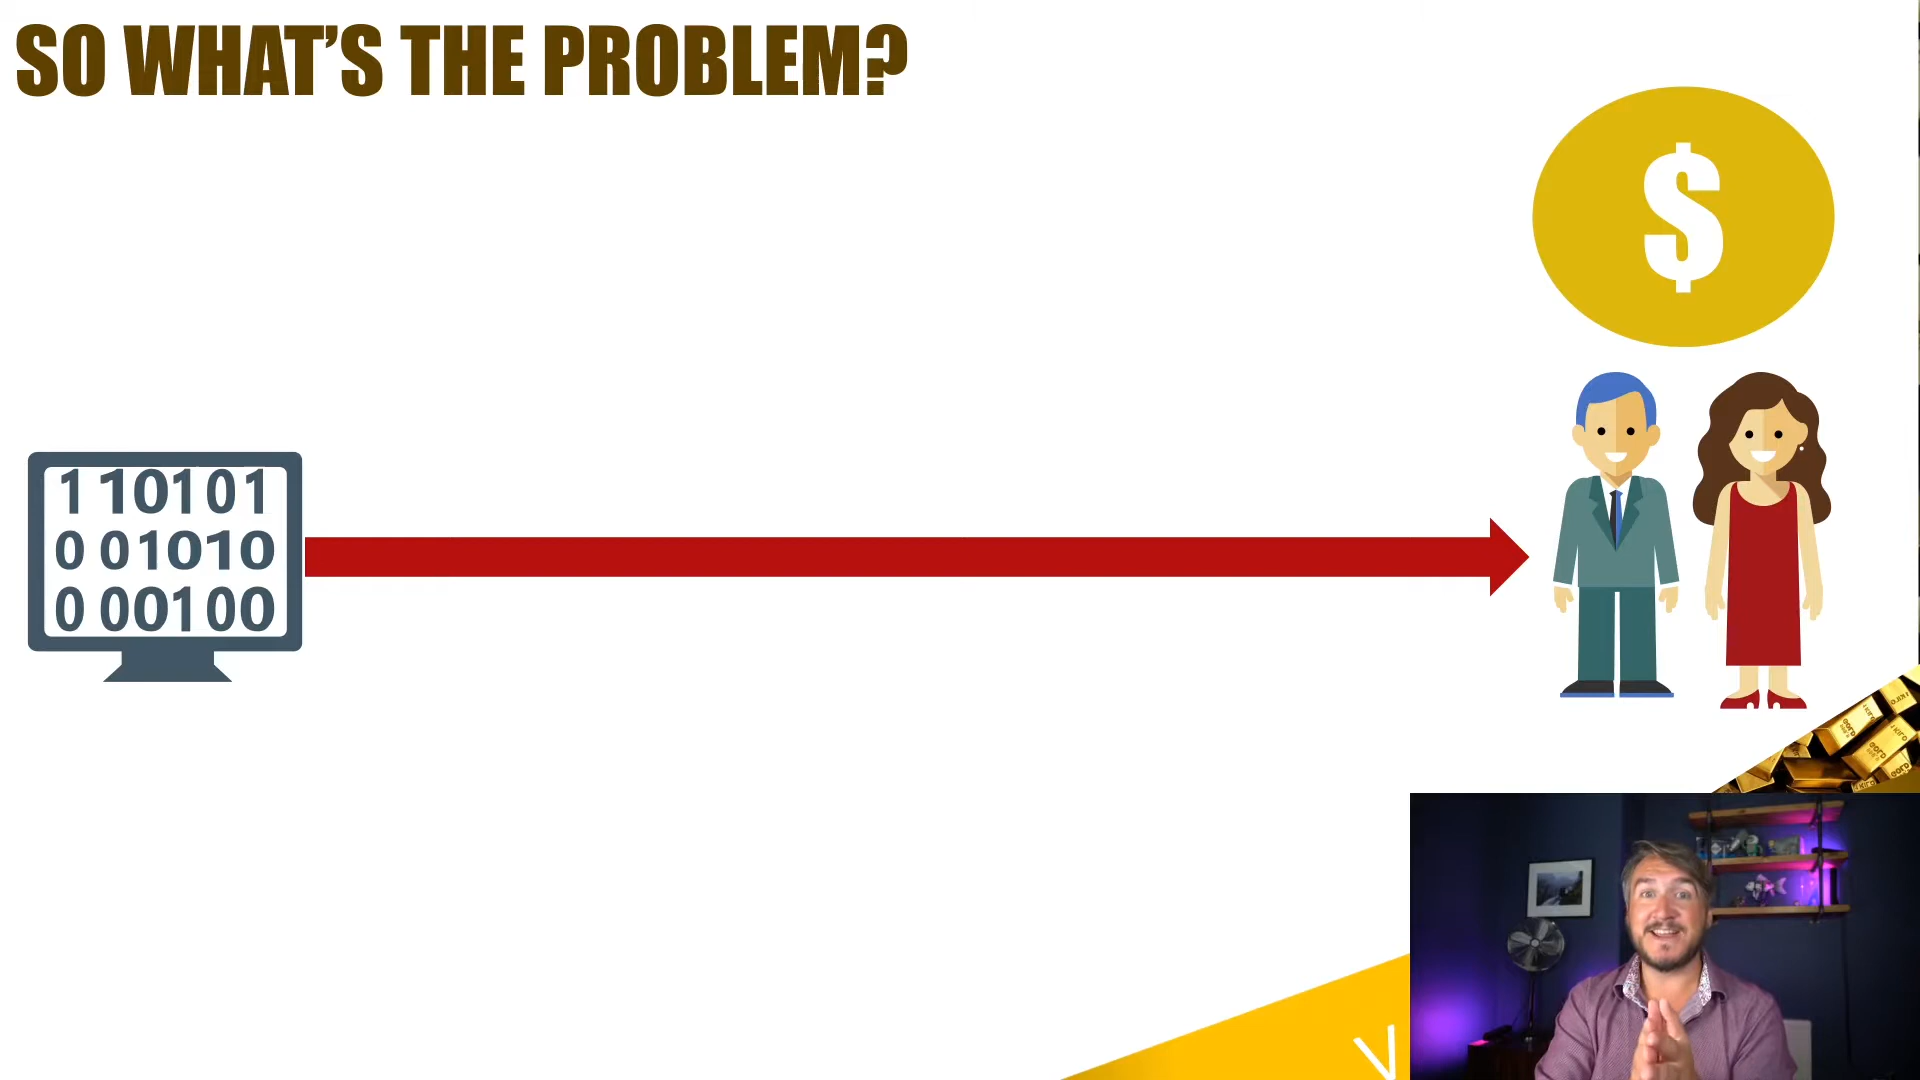 SO WHAT’S THE PROBLEM?
$
1 10101
0 01010
0 00100
V